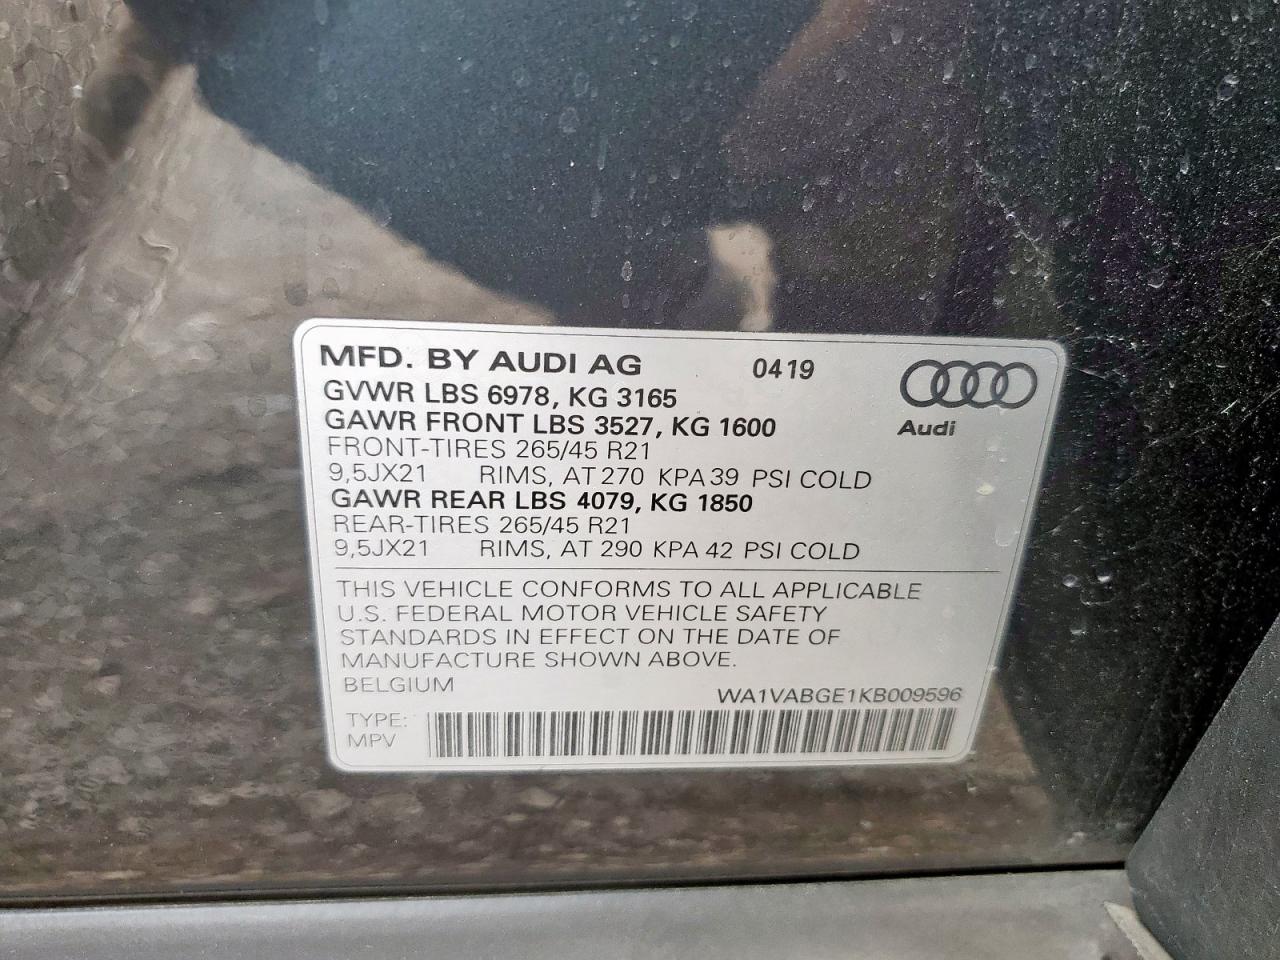 MFD. BY AUDI AG 0419
GVWR LBS 6978, KG 3165
GAWR FRONT LBS 3527, KG 1600
Audi
FRONT-TIRES 265/45 R21
9,5JX21 RIMS, AT 270 KPA 39 PSI COLD
GAWR REAR LBS 4079, KG 1850
REAR-TIRES 265/45 R21
9,5JX21 RIMS, AT 290 KPA 42 PSI COLD
THIS VEHICLE CONFORMS TO ALL APPLICABLE
U.S. FEDERAL MOTOR VEHICLE SAFETY
STANDARDS IN EFFECT ON THE DATE OF
MANUFACTURE SHOWN ABOVE.
BELGIUM WA1VABGE1KB009596
TYPE:
MPV